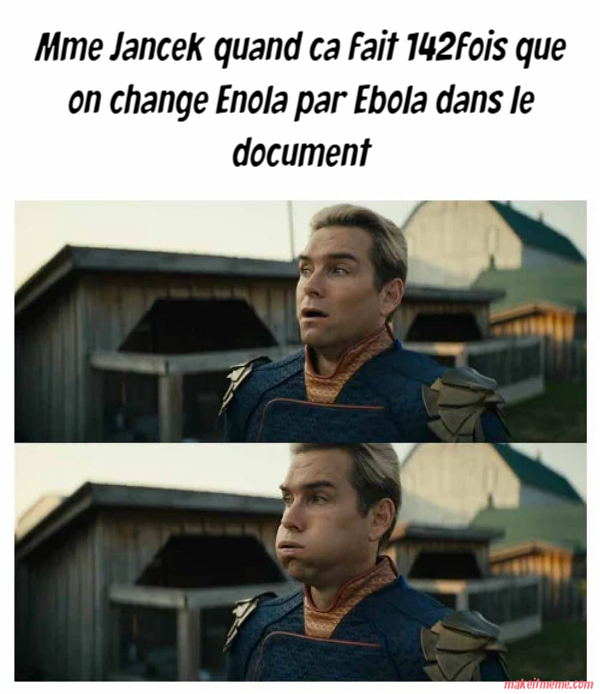 Mme Jancek quand ca fait 142fois que
on change Enola par Ebola dans le
document
makeitmeme.com